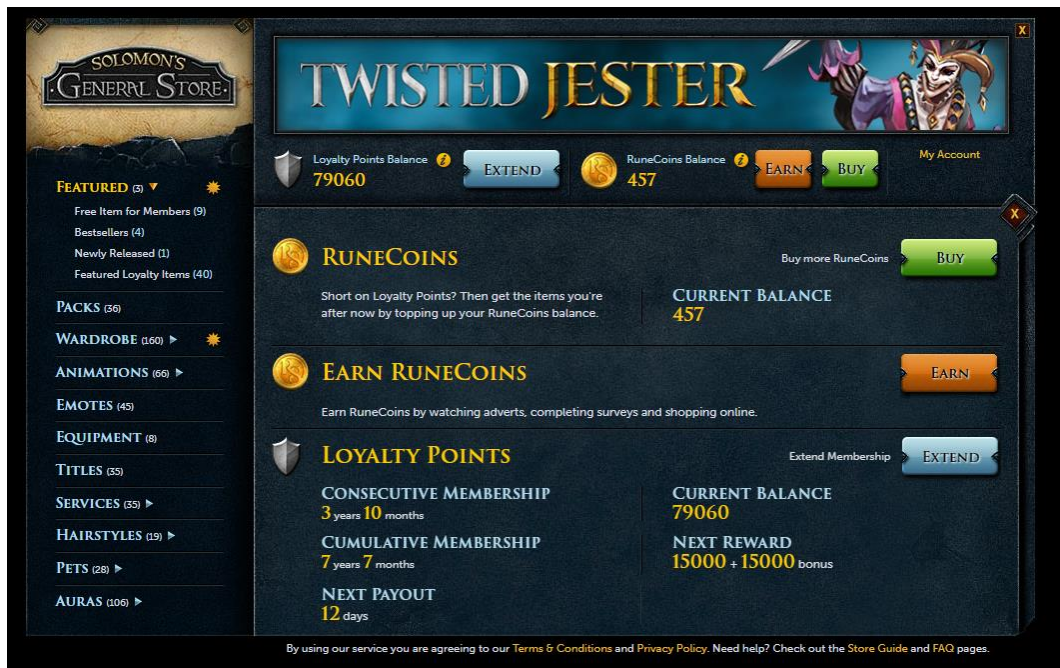 SOLOMON'S
GENERAL STORE
FEATURED (3)
Free Item for Members (9)
Bestsellers (4)
Newly Released (1)
Featured Loyalty Items (40)
PACKS (36)
WARDROBE (160)
ANIMATIONS (66)
EMOTES (45)
EQUIPMENT (8)
TITLES (35)
SERVICES (35)
HAIRSTYLES (19)
PETS (28)
AURAS (106)
X
TWISTED JESTER
Loyalty Points Balance i
79060
EXTEND
RuneCoins Balance i
457
EARN
BUY
My Account
X
RUNECOINS
Buy more RuneCoins
BUY
Short on Loyalty Points? Then get the items you're
after now by topping up your RuneCoins balance.
CURRENT BALANCE
457
EARN RUNECOINS
EARN
Earn RuneCoins by watching adverts, completing surveys and shopping online.
LOYALTY POINTS
Extend Membership
EXTEND
CONSECUTIVE MEMBERSHIP
3 years 10 months
CURRENT BALANCE
79060
CUMULATIVE MEMBERSHIP
7 years 7 months
NEXT REWARD
15000 + 15000 bonus
NEXT PAYOUT
12 days
By using our service you are agreeing to our Terms & Conditions and Privacy Policy. Need help? Check out the Store Guide and FAQ pages.